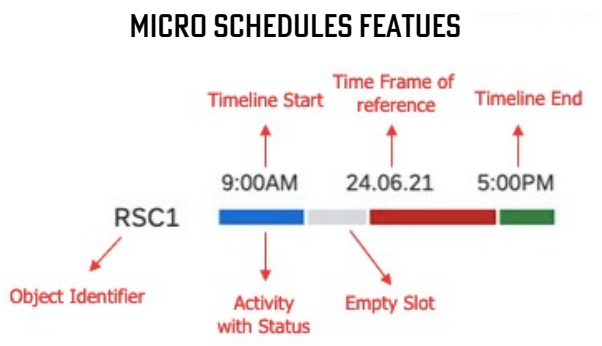 MICRO SCHEDULES FEATUES
Time Frame of
Timeline Start
reference
Timeline End
9:00AM
24.06.21
5:00PM
RSC1
Object Identifier
Activity
with Status
Empty Slot